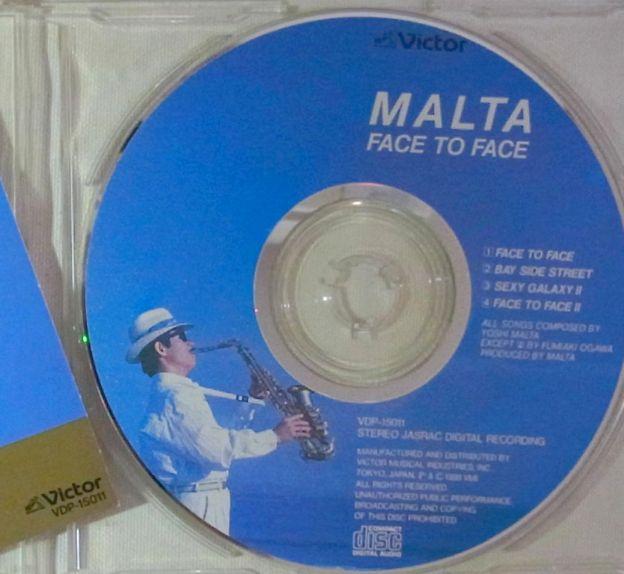 Victor
MALTA
FACE TO FACE
1 FACE TO FACE
2 BAY SIDE STREET
3 SEXY GALAXY II
4 FACE TO FACE II
ALL SONGS COMPOSED BY
YOSHI MALTA
EXCEPT 2 BY FUMIAKI OGAWA
PRODUCED BY MALTA
VDP-15011
STEREO JASRAC DIGITAL RECORDING
MANUFACTURED AND DISTRIBUTED BY
VICTOR MUSICAL INDUSTRIES, INC.
TOKYO, JAPAN. P & C 1988 VMI
ALL RIGHTS RESERVED.
UNAUTHORIZED PUBLIC PERFORMANCE,
BROADCASTING AND COPYING
OF THIS DISC PROHIBITED
COMPACT
disc
DIGITAL AUDIO
Victor
VDP-15011